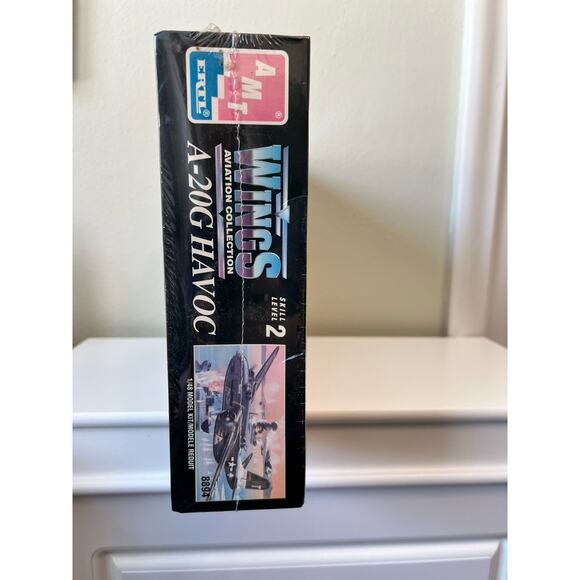 AMT
®
ERTL®
WINGS
AVIATION COLLECTION
A-20G HAVOC
SKILL
LEVEL 2
1/48 MODEL KIT/MODELE REDUIT
8894